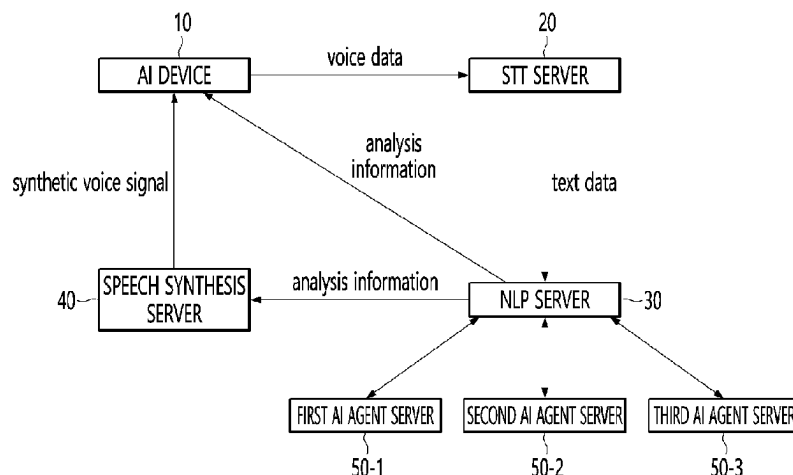 10
20
AI DEVICE
voice data
STT SERVER
analysis
information
synthetic voice signal
text data
40
SPEECH SYNTHESIS
SERVER
analysis information
NLP SERVER
30
FIRST AI AGENT SERVER
SECOND AI AGENT SERVER
THIRD AI AGENT SERVER
50-1
50-2
50-3